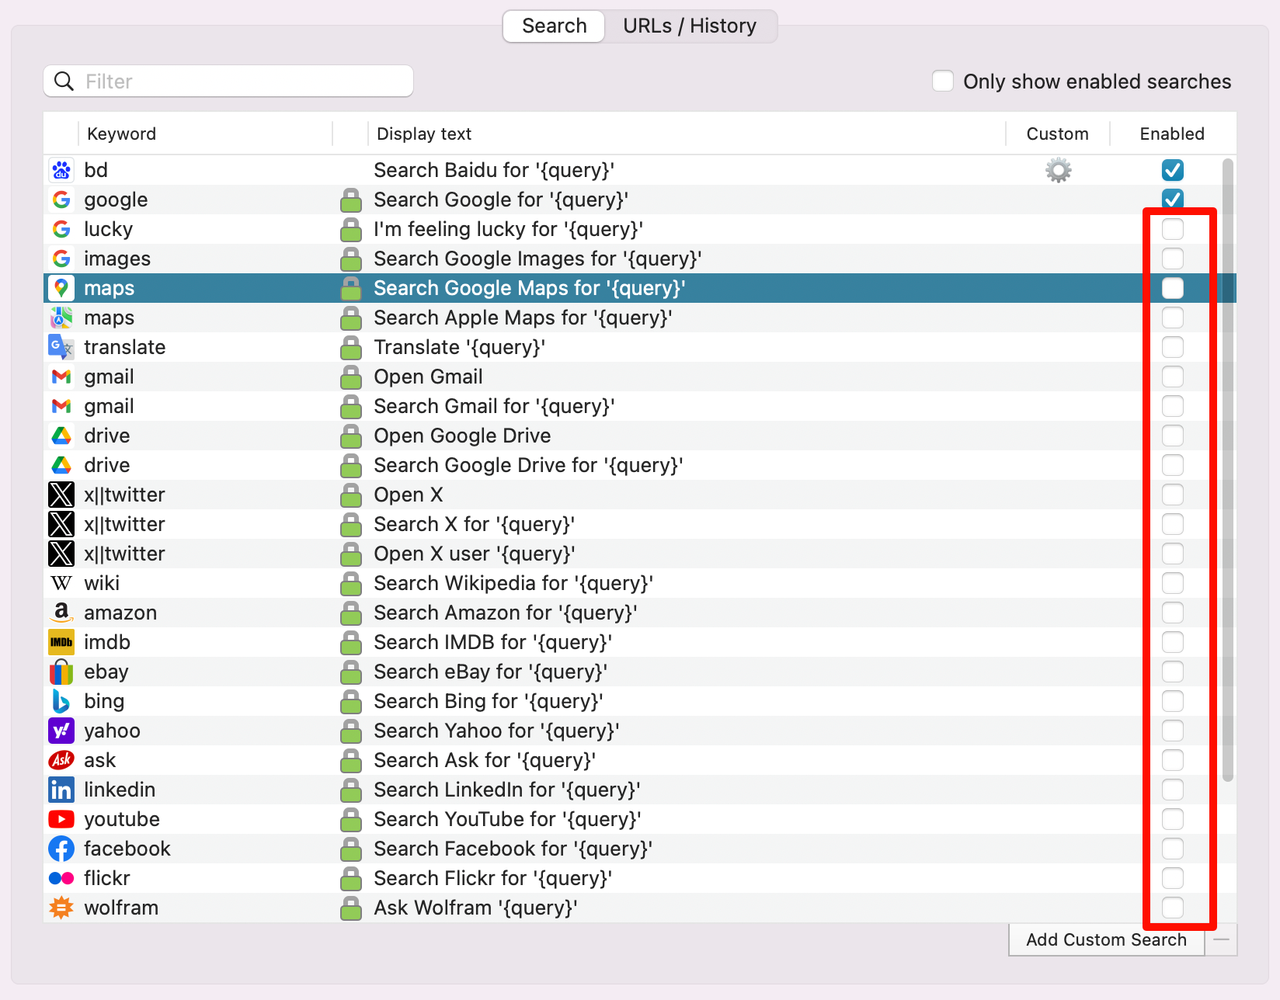 Search URLs / History
Filter Only show enabled searches
Keyword Display text Custom Enabled
bd Search Baidu for '{query}'
google Search Google for '{query}'
lucky I'm feeling lucky for '{query}'
images Search Google Images for '{query}'
maps Search Google Maps for '{query}'
maps Search Apple Maps for '{query}'
translate Translate '{query}'
gmail Open Gmail
gmail Search Gmail for '{query}'
drive Open Google Drive
drive Search Google Drive for '{query}'
x||twitter Open X
x||twitter Search X for '{query}'
x||twitter Open X user '{query}'
W wiki Search Wikipedia for '{query}'
a amazon Search Amazon for '{query}'
IMDb imdb Search IMDB for '{query}'
ebay Search eBay for '{query}'
bing Search Bing for '{query}'
y! yahoo Search Yahoo for '{query}'
Ask ask Search Ask for '{query}'
in linkedin Search LinkedIn for '{query}'
youtube Search YouTube for '{query}'
facebook Search Facebook for '{query}'
flickr Search Flickr for '{query}'
wolfram Ask Wolfram '{query}'
Add Custom Search